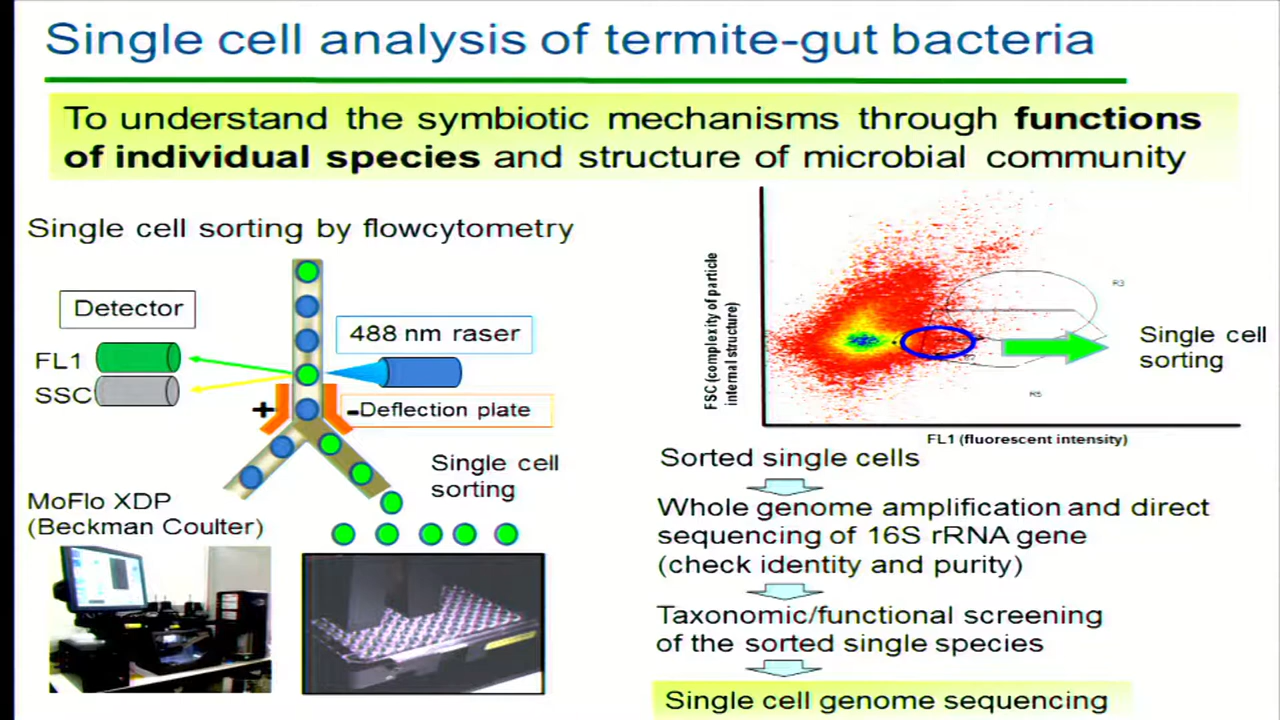 Single cell analysis of termite-gut bacteria
To understand the symbiotic mechanisms through functions
of individual species and structure of microbial community
Single cell sorting by flowcytometry
Detector
488 nm raser
FL1
SSC
+
-Deflection plate
Single cell
sorting
MoFlo XDP
(Beckman Coulter)
FSC (complexity of particle
internal structure)
R3
R5
FL1 (fluorescent intensity)
Single cell
sorting
Sorted single cells
Whole genome amplification and direct
sequencing of 16S rRNA gene
(check identity and purity)
Taxonomic/functional screening
of the sorted single species
Single cell genome sequencing